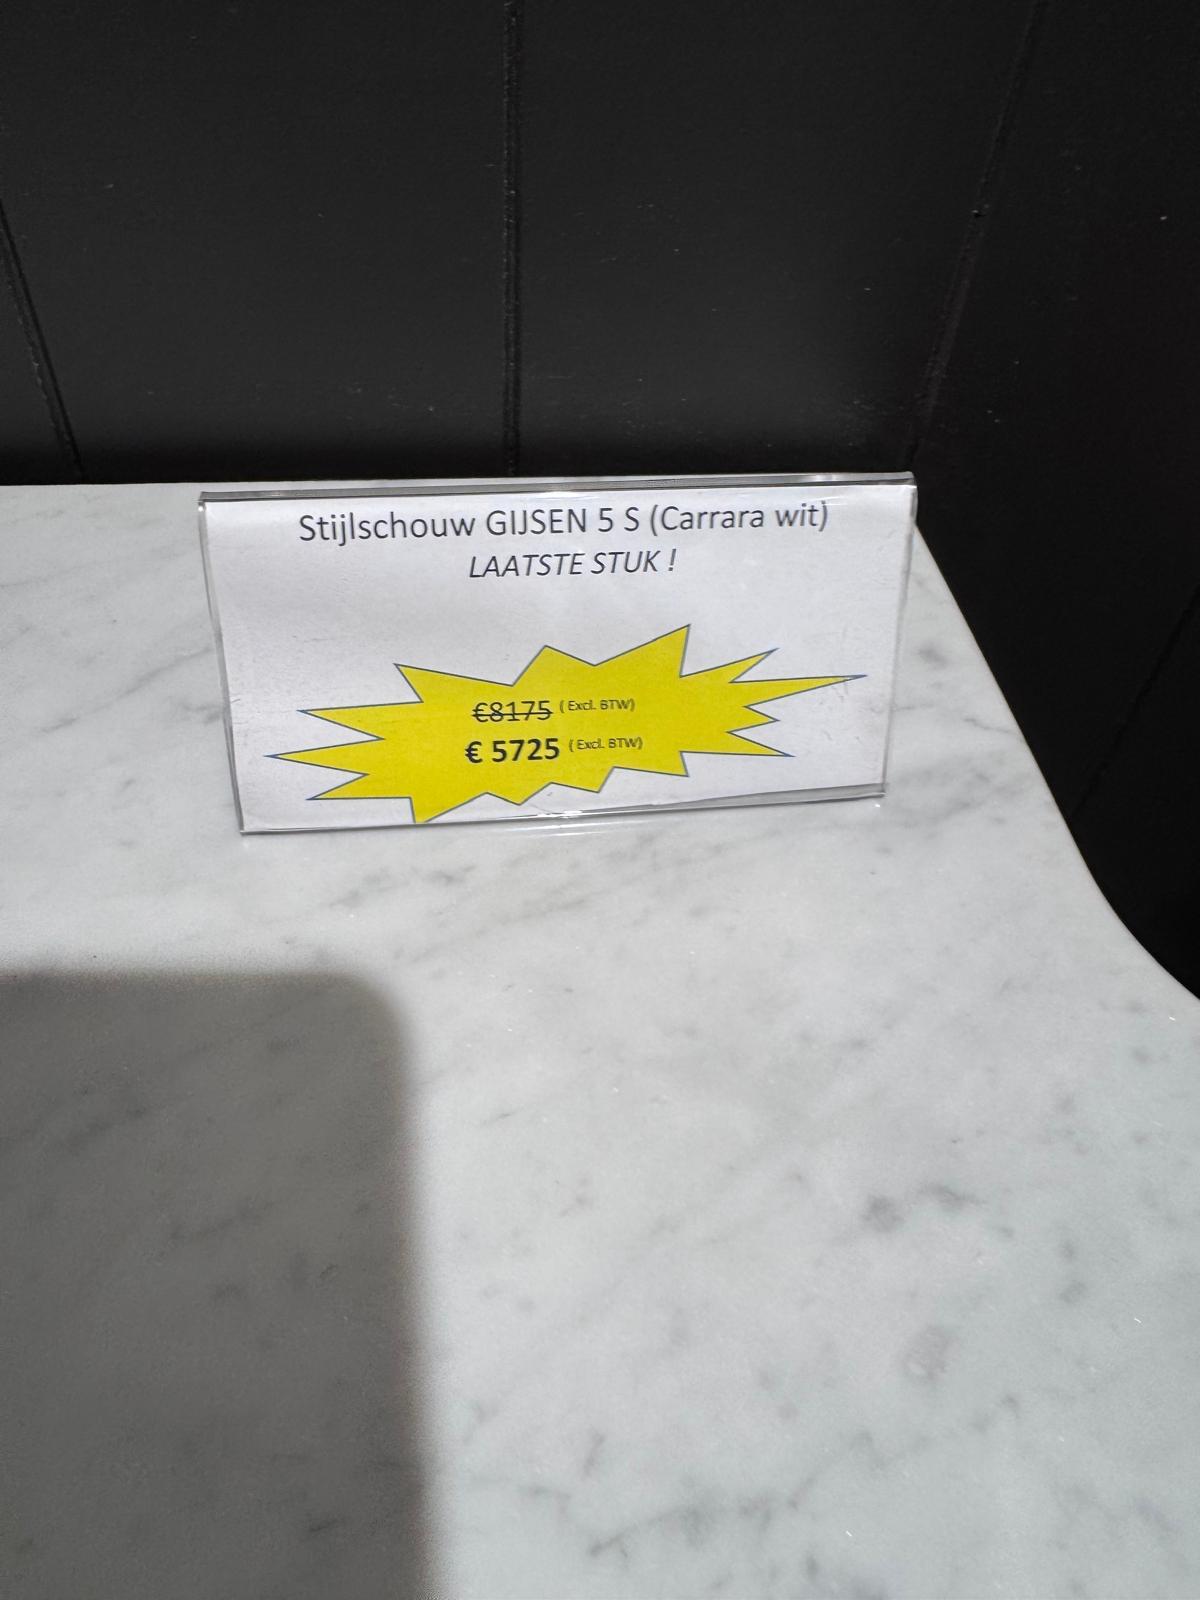 Stijlschouw GIJSEN 5 S (Carrara wit)
LAATSTE STUK !
€8175 ( Excl. BTW)
€ 5725 ( Excl. BTW)